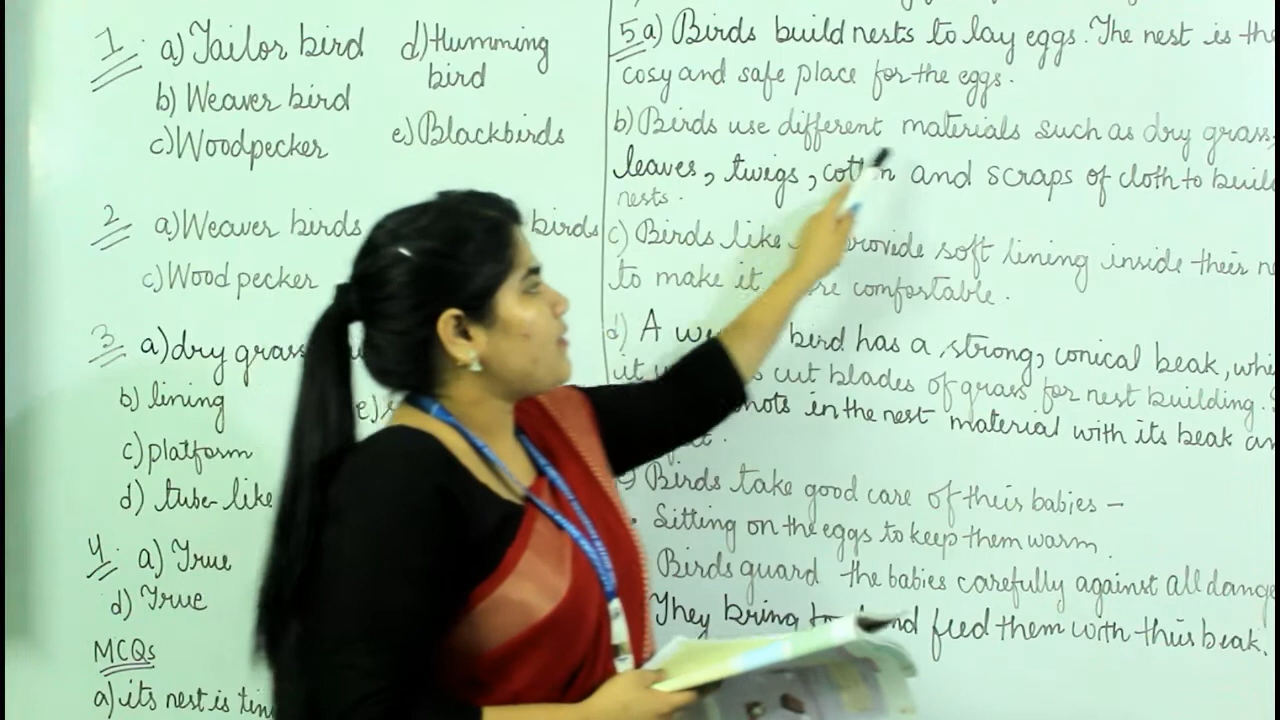 1. a) Tailor bird
b) Weaver bird
c) Woodpecker
d) Humming
bird
e) Blackbirds
2. a) Weaver birds birds
c) Wood pecker
3. a) dry grass
b) lining
c) platform
d) tube-like
e)
4. a) True
d) True
MCQs
a) its nest is tin
5. a) Birds build nests to lay eggs. The nest is the
cosy and safe place for the eggs.
b) Birds use different materials such as dry grass,
leaves, twigs, cotton and scraps of cloth to build
nests.
c) Birds like provide soft lining inside their
to make it comfortable.
d) A bird has a strong, conical beak,
it cut blades of grass for nest building.
in the nest material with its beak
Birds take good care of their babies –
Sitting on the eggs to keep them warm.
Birds guard the babies carefully against all
They bring feed them with their beak.